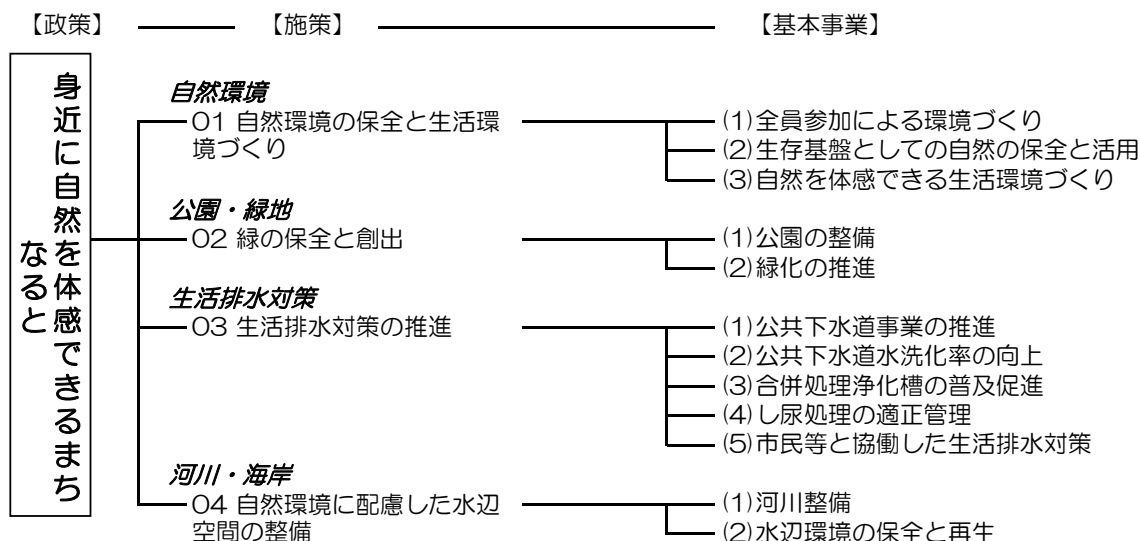 【政策】 【施策】 【基本事業】
身近に自然を体感できるまち
なると
自然環境
01 自然環境の保全と生活環
境づくり
(1)全員参加による環境づくり
(2)生存基盤としての自然の保全と活用
(3)自然を体感できる生活環境づくり
公園・緑地
02 緑の保全と創出
(1)公園の整備
(2)緑化の推進
生活排水対策
03 生活排水対策の推進
(1)公共下水道事業の推進
(2)公共下水道水洗化率の向上
(3)合併処理浄化槽の普及促進
(4)し尿処理の適正管理
(5)市民等と協働した生活排水対策
河川・海岸
04 自然環境に配慮した水辺
空間の整備
(1)河川整備
(2)水辺環境の保全と再生